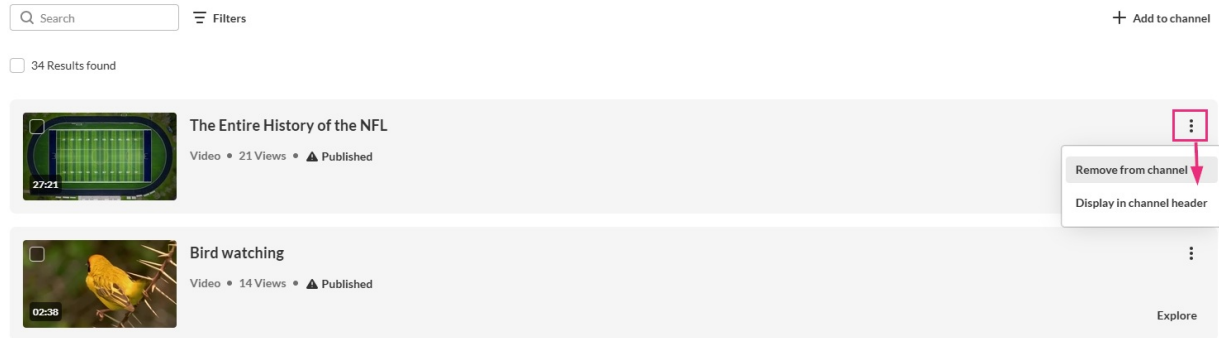 Search
Filters
Add to channel
34 Results found
The Entire History of the NFL
Video • 21 Views • Published
27:21
Remove from channel
Display in channel header
Bird watching
Video • 14 Views • Published
02:38
Explore